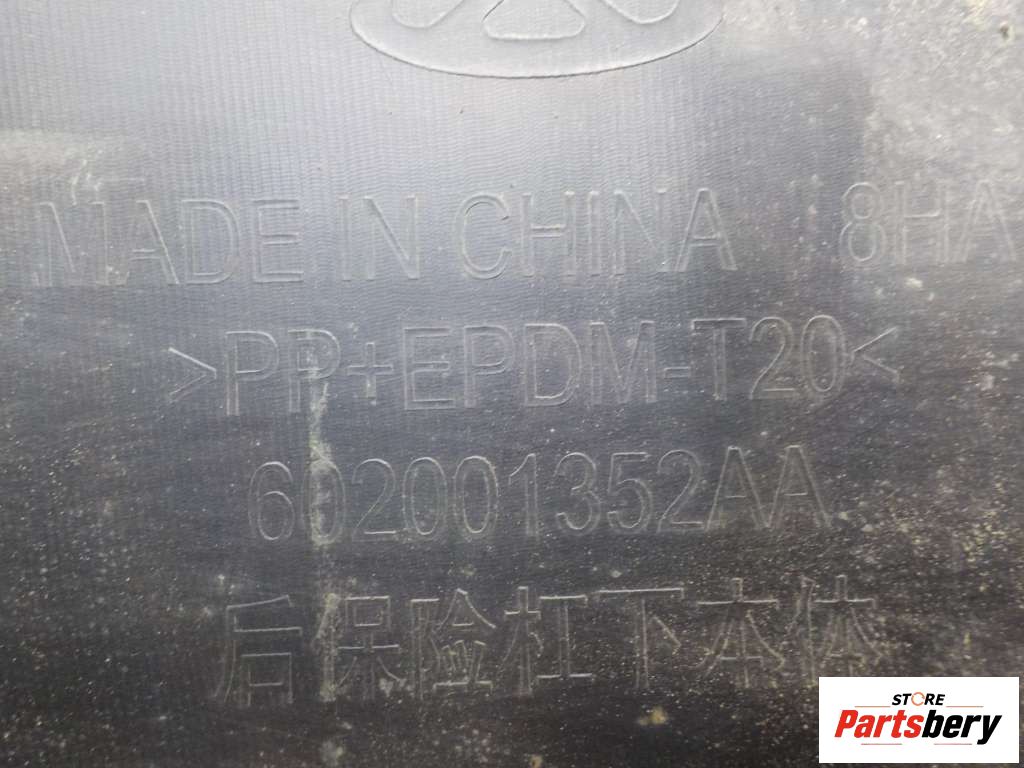 MADE IN CHINA 8HA
>PP+EPDM-T20<
602001352AA
后保险杠下本体
STORE
Partsbery